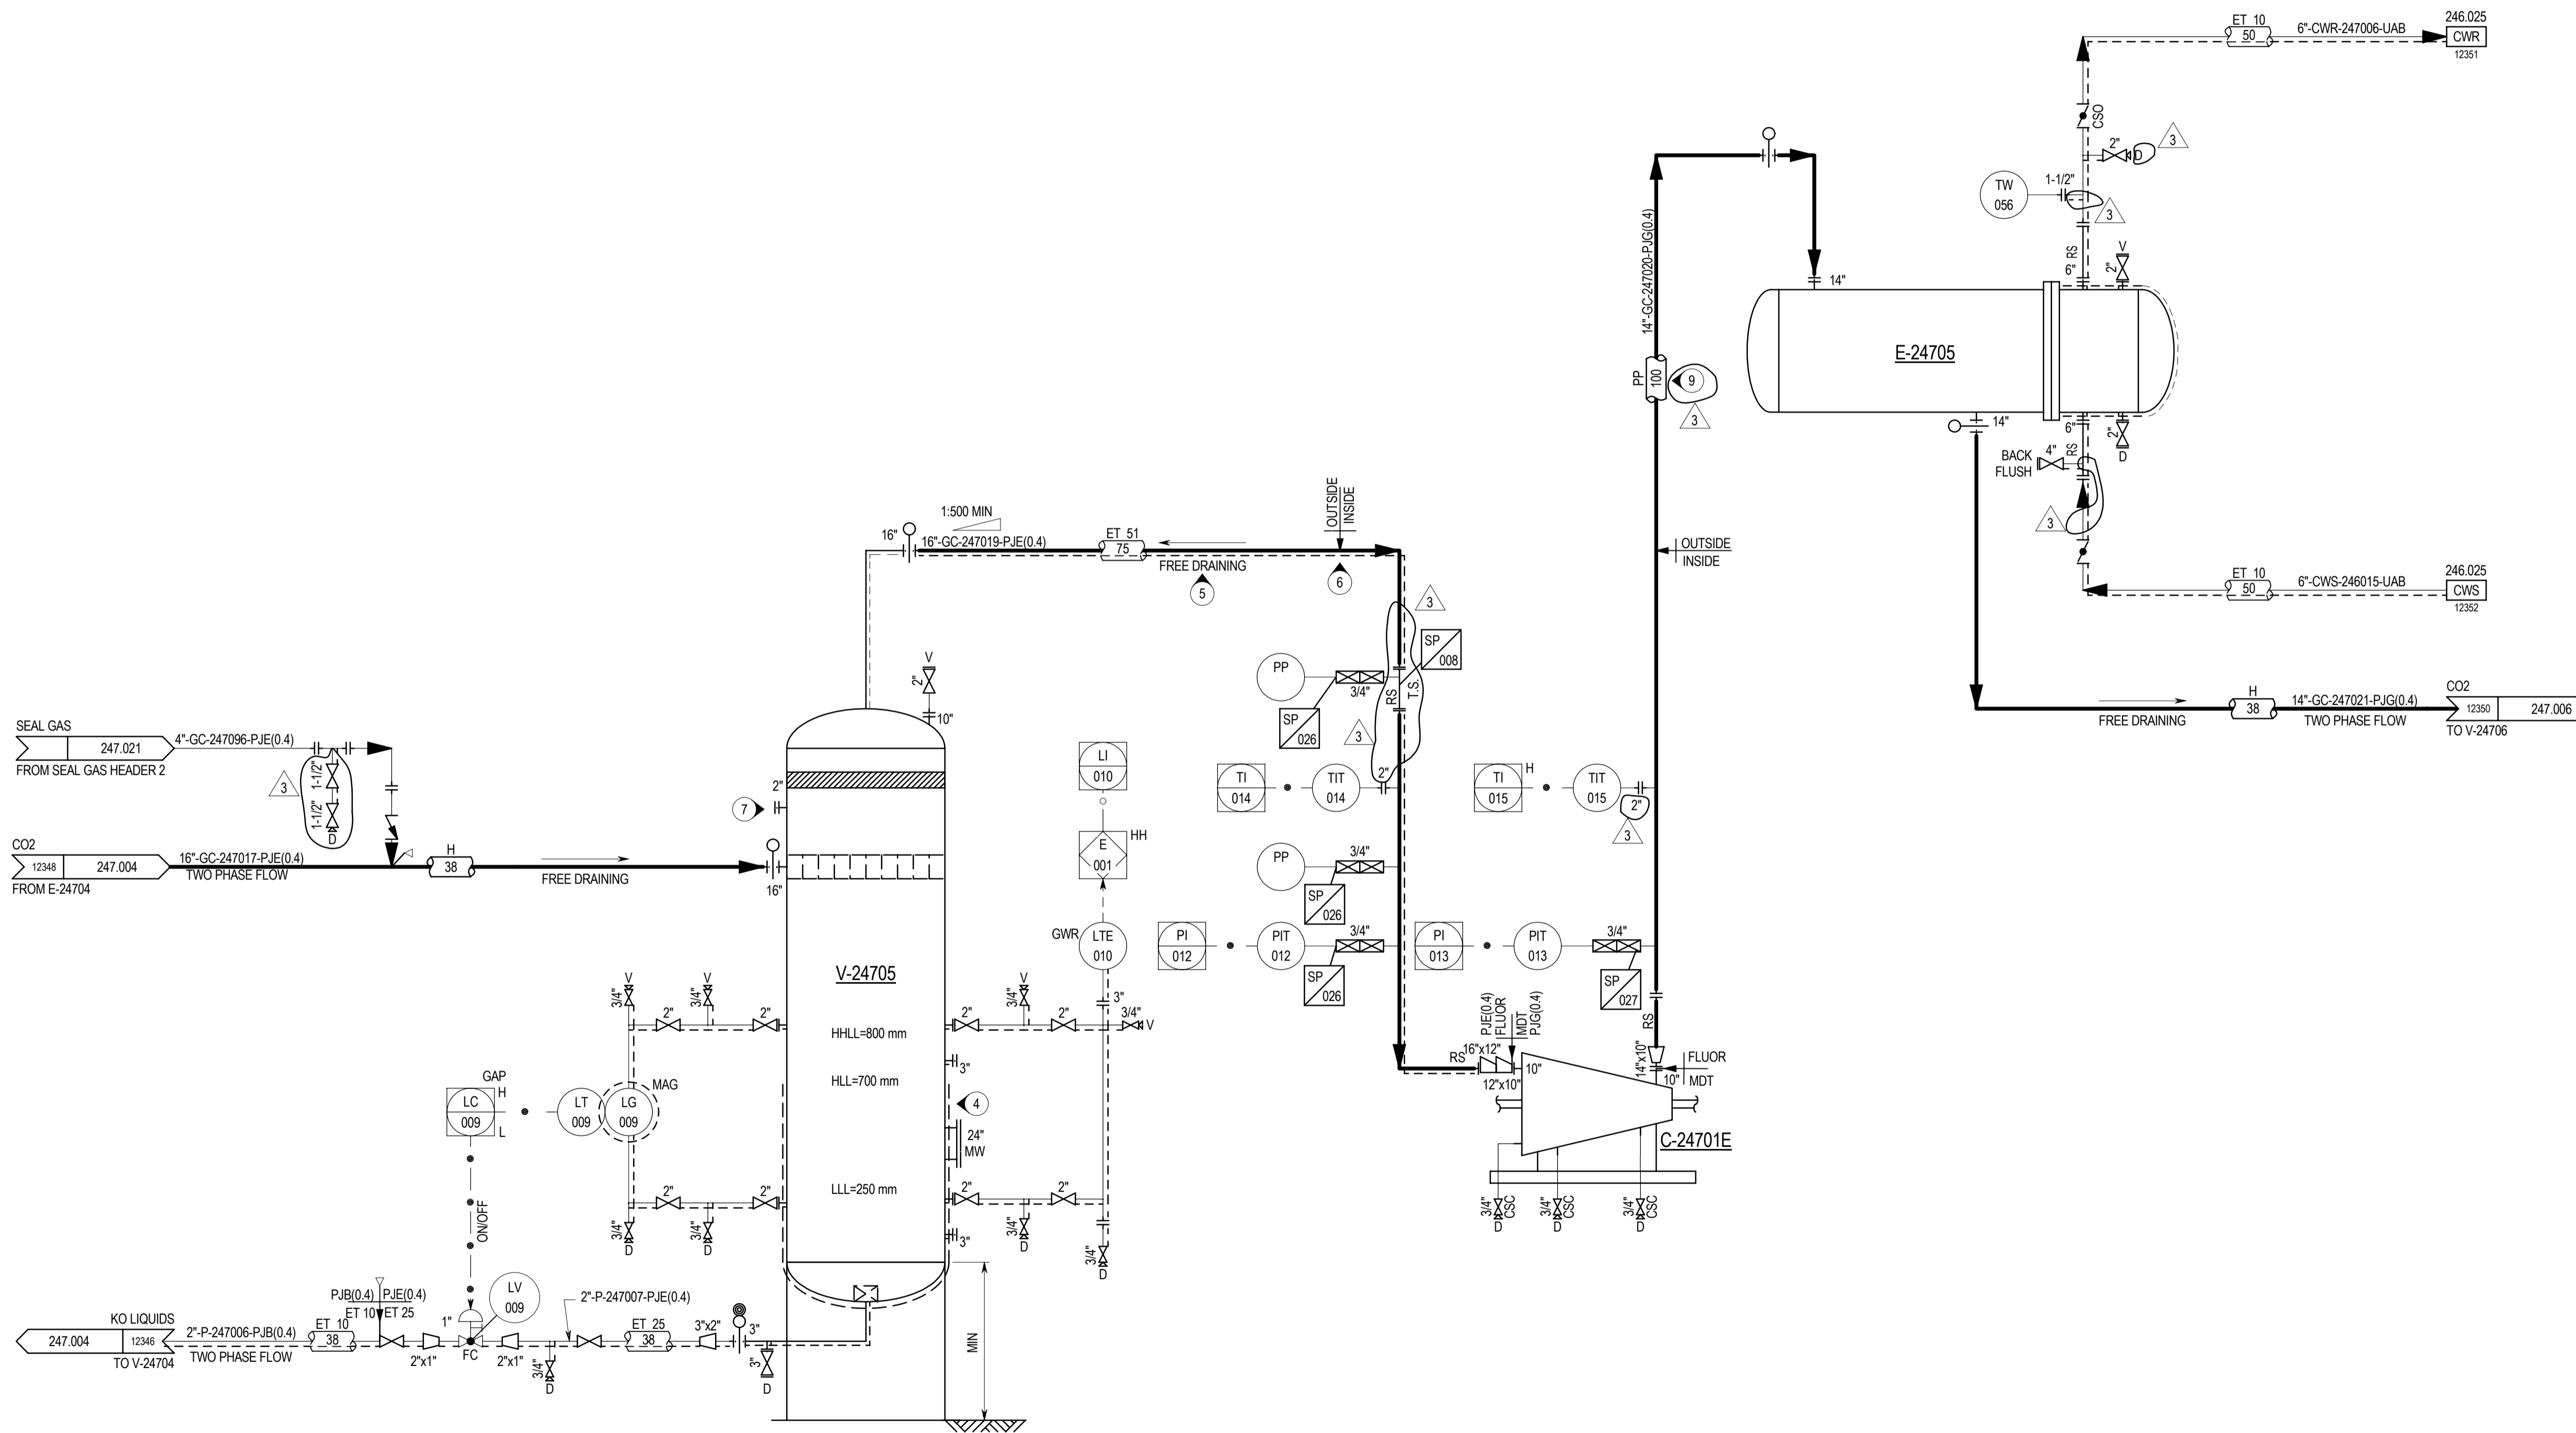 ET 10
50
6"-CWR-247006-UAB
246.025
CWR
12351
CSO
2"
D
3
TW
056
1-1/2"
3
RS
6"
V
2"
14"
E-24705
14"-GC-247020-PJG(0.4)
PP
100
9
3
14"
6"
RS
2"
D
BACK
FLUSH
4"
3
ET 10
50
6"-CWS-246015-UAB
246.025
CWS
12352
OUTSIDE
INSIDE
H
38
14"-GC-247021-PJG(0.4)
FREE DRAINING
TWO PHASE FLOW
CO2
12350
247.006
TO V-24706
1:500 MIN
16"
16"-GC-247019-PJE(0.4)
ET 51
75
FREE DRAINING
5
OUTSIDE
INSIDE
6
3
SP
008
PP
3/4"
RS
T.S.
SP
026
3
V
2"
10"
SEAL GAS
247.021
4"-GC-247096-PJE(0.4)
FROM SEAL GAS HEADER 2
3
1-1/2"
1-1/2"
D
CO2
12348
247.004
16"-GC-247017-PJE(0.4)
TWO PHASE FLOW
FROM E-24704
H
38
FREE DRAINING
2"
7
16"
LI
010
E
001
HH
GWR
LTE
010
TI
014
TIT
014
2"
TI
015
H
TIT
015
2"
3
PP
3/4"
SP
026
PI
012
PIT
012
3/4"
SP
026
PI
013
PIT
013
3/4"
SP
027
V-24705
HHLL=800 mm
HLL=700 mm
LLL=250 mm
V
3/4"
V
3/4"
2"
2"
2"
V
3/4"
2"
3"
3/4"
V
3"
4
24"
MW
GAP
LC
009
H
L
LT
009
LG
009
MAG
2"
2"
3/4"
D
3/4"
D
2"
2"
3/4"
D
3"
3/4"
D
ON/OFF
PJE(0.4)
FLUOR
MDT
PJG(0.4)
RS
16"x12"
12"x10"
10"
RS
14"x10"
10"
FLUOR
MDT
C-24701E
3/4"
D
CSC
3/4"
D
CSC
3/4"
D
CSC
KO LIQUIDS
247.004
12346
TO V-24704
2"-P-247006-PJB(0.4)
TWO PHASE FLOW
ET 10
38
PJB(0.4)
PJE(0.4)
ET 10
ET 25
2"x1"
1"
FC
LV
009
2"x1"
3/4"
D
2"-P-247007-PJE(0.4)
ET 25
38
3"x2"
3"
3"
D
MIN